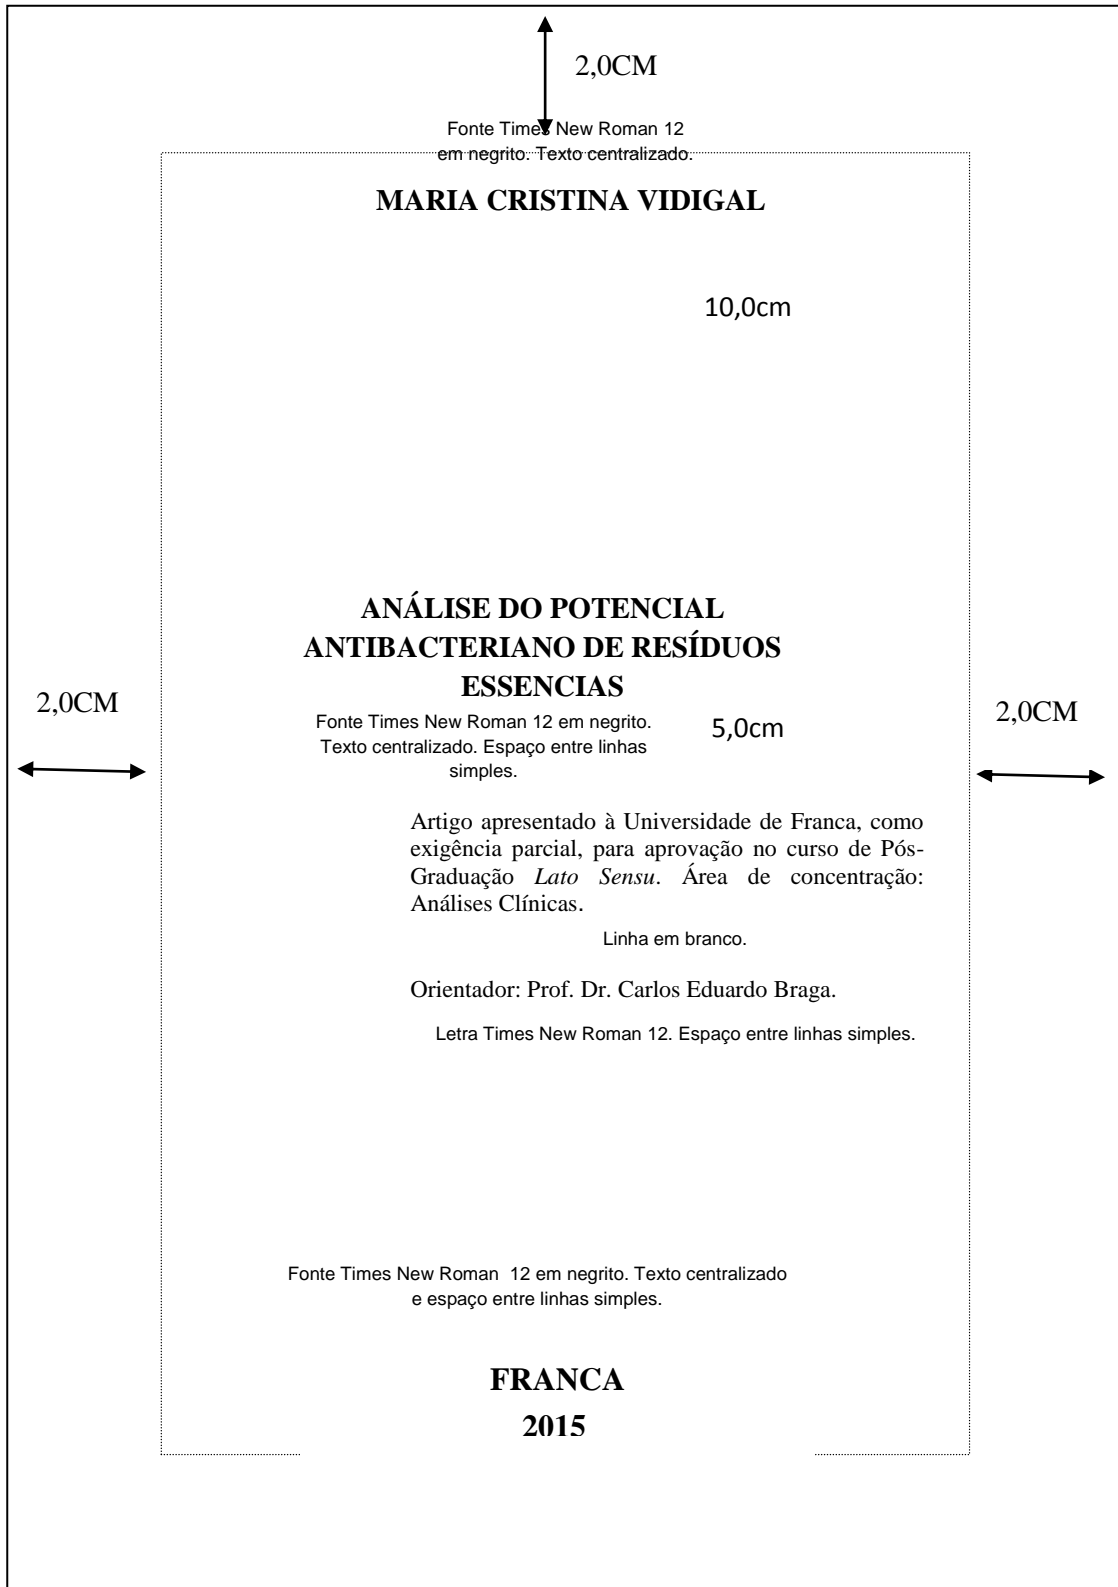 2,0CM
Fonte Times New Roman 12
em negrito. Texto centralizado.
MARIA CRISTINA VIDIGAL
10,0cm
ANÁLISE DO POTENCIAL
ANTIBACTERIANO DE RESÍDUOS
ESSENCIAS
2,0CM
Fonte Times New Roman 12 em negrito.
Texto centralizado. Espaço entre linhas
simples.
5,0cm
2,0CM
Artigo apresentado à Universidade de Franca, como
exigência parcial, para aprovação no curso de Pós-
Graduação Lato Sensu. Área de concentração:
Análises Clínicas.
Linha em branco.
Orientador: Prof. Dr. Carlos Eduardo Braga.
Letra Times New Roman 12. Espaço entre linhas simples.
Fonte Times New Roman  12 em negrito. Texto centralizado
e espaço entre linhas simples.
FRANCA
2015